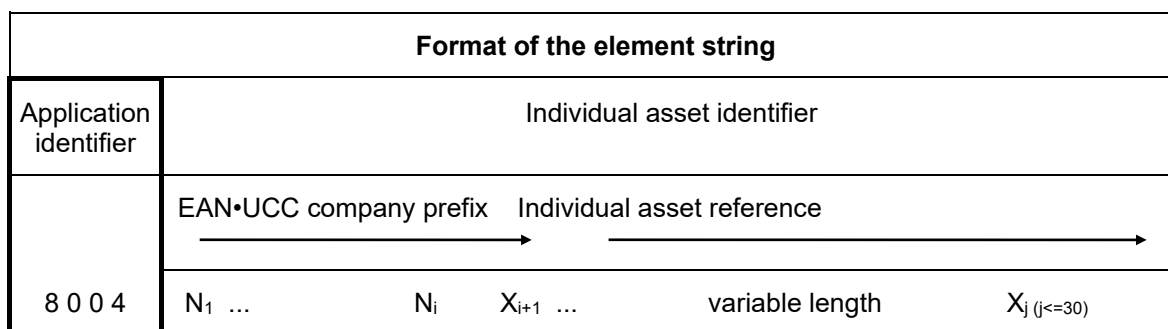 Format of the element string
Application identifier
Individual asset identifier
EAN•UCC company prefix Individual asset reference
8 0 0 4 N1 ... Ni Xi+1 ... variable length Xj (j<=30)